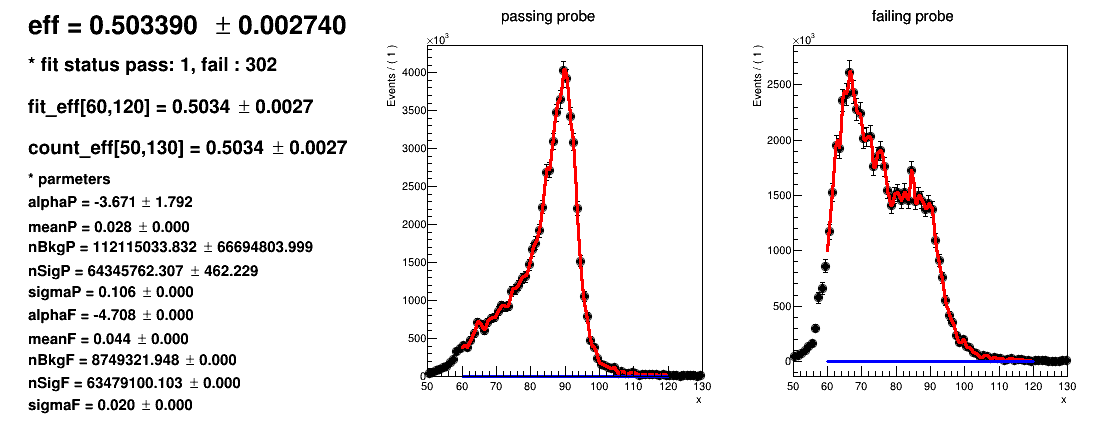 eff = 0.503390 ± 0.002740
* fit status pass: 1, fail : 302
fit_eff[60,120] = 0.5034 ± 0.0027
count_eff[50,130] = 0.5034 ± 0.0027
* parmeters
alphaP = -3.671 ± 1.792
meanP = 0.028 ± 0.000
nBkgP = 112115033.832 ± 66694803.999
nSigP = 64345762.307 ± 462.229
sigmaP = 0.106 ± 0.000
alphaF = -4.708 ± 0.000
meanF = 0.044 ± 0.000
nBkgF = 8749321.948 ± 0.000
nSigF = 63479100.103 ± 0.000
sigmaF = 0.020 ± 0.000
passing probe
×10³
Events / ( 1 )
4000
3500
3000
2500
2000
1500
1000
500
0
50 60 70 80 90 100 110 120 130
x
failing probe
×10³
Events / ( 1 )
2500
2000
1500
1000
500
0
50 60 70 80 90 100 110 120 130
x